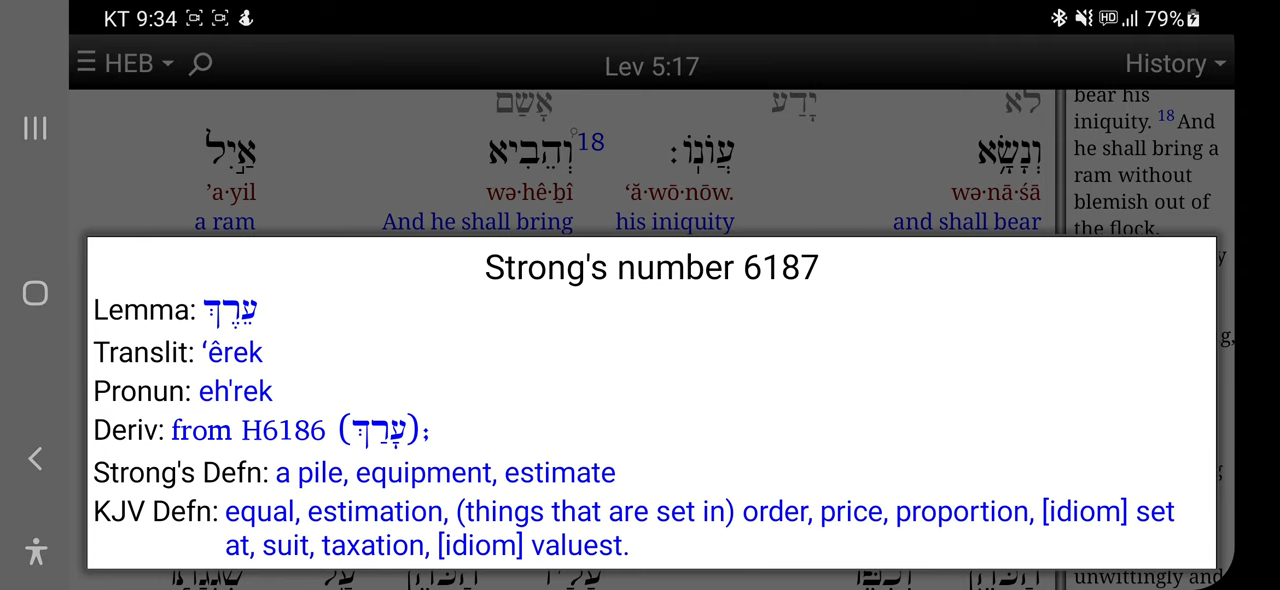 KT 9:34 79%
HEB Lev 5:17 History
לֹא יָדַע אָשַׁם
bear his
iniquity. 18 And
he shall bring a
ram without
blemish out of
the flock,
וְנָשָׂא עֲוֺנֽוֹ׃ 18 וְהֵבִיא אַיִל
’a·yil wə·hê·ḇî ‘ă·wō·nōw. wə·nā·śā
a ram And he shall bring his iniquity and shall bear
Strong's number 6187
Lemma: עֵרֶךְ
Translit: ‘êrek
Pronun: eh'rek
Deriv: from H6186 (עָרַךְ);
Strong's Defn: a pile, equipment, estimate
KJV Defn: equal, estimation, (things that are set in) order, price, proportion, [idiom] set
at, suit, taxation, [idiom] valuest.
unwittingly and